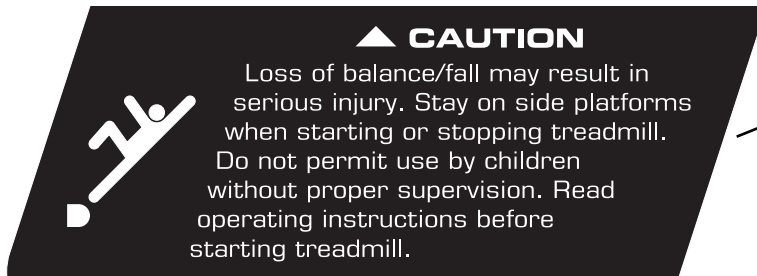 CAUTION
Loss of balance/fall may result in
serious injury. Stay on side platforms
when starting or stopping treadmill.
Do not permit use by children
without proper supervision. Read
operating instructions before
starting treadmill.